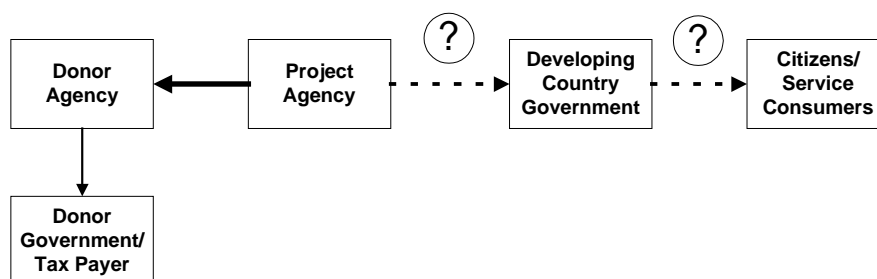 ?
?
Donor
Agency
Project
Agency
Developing
Country
Government
Citizens/
Service
Consumers
Donor
Government/
Tax Payer